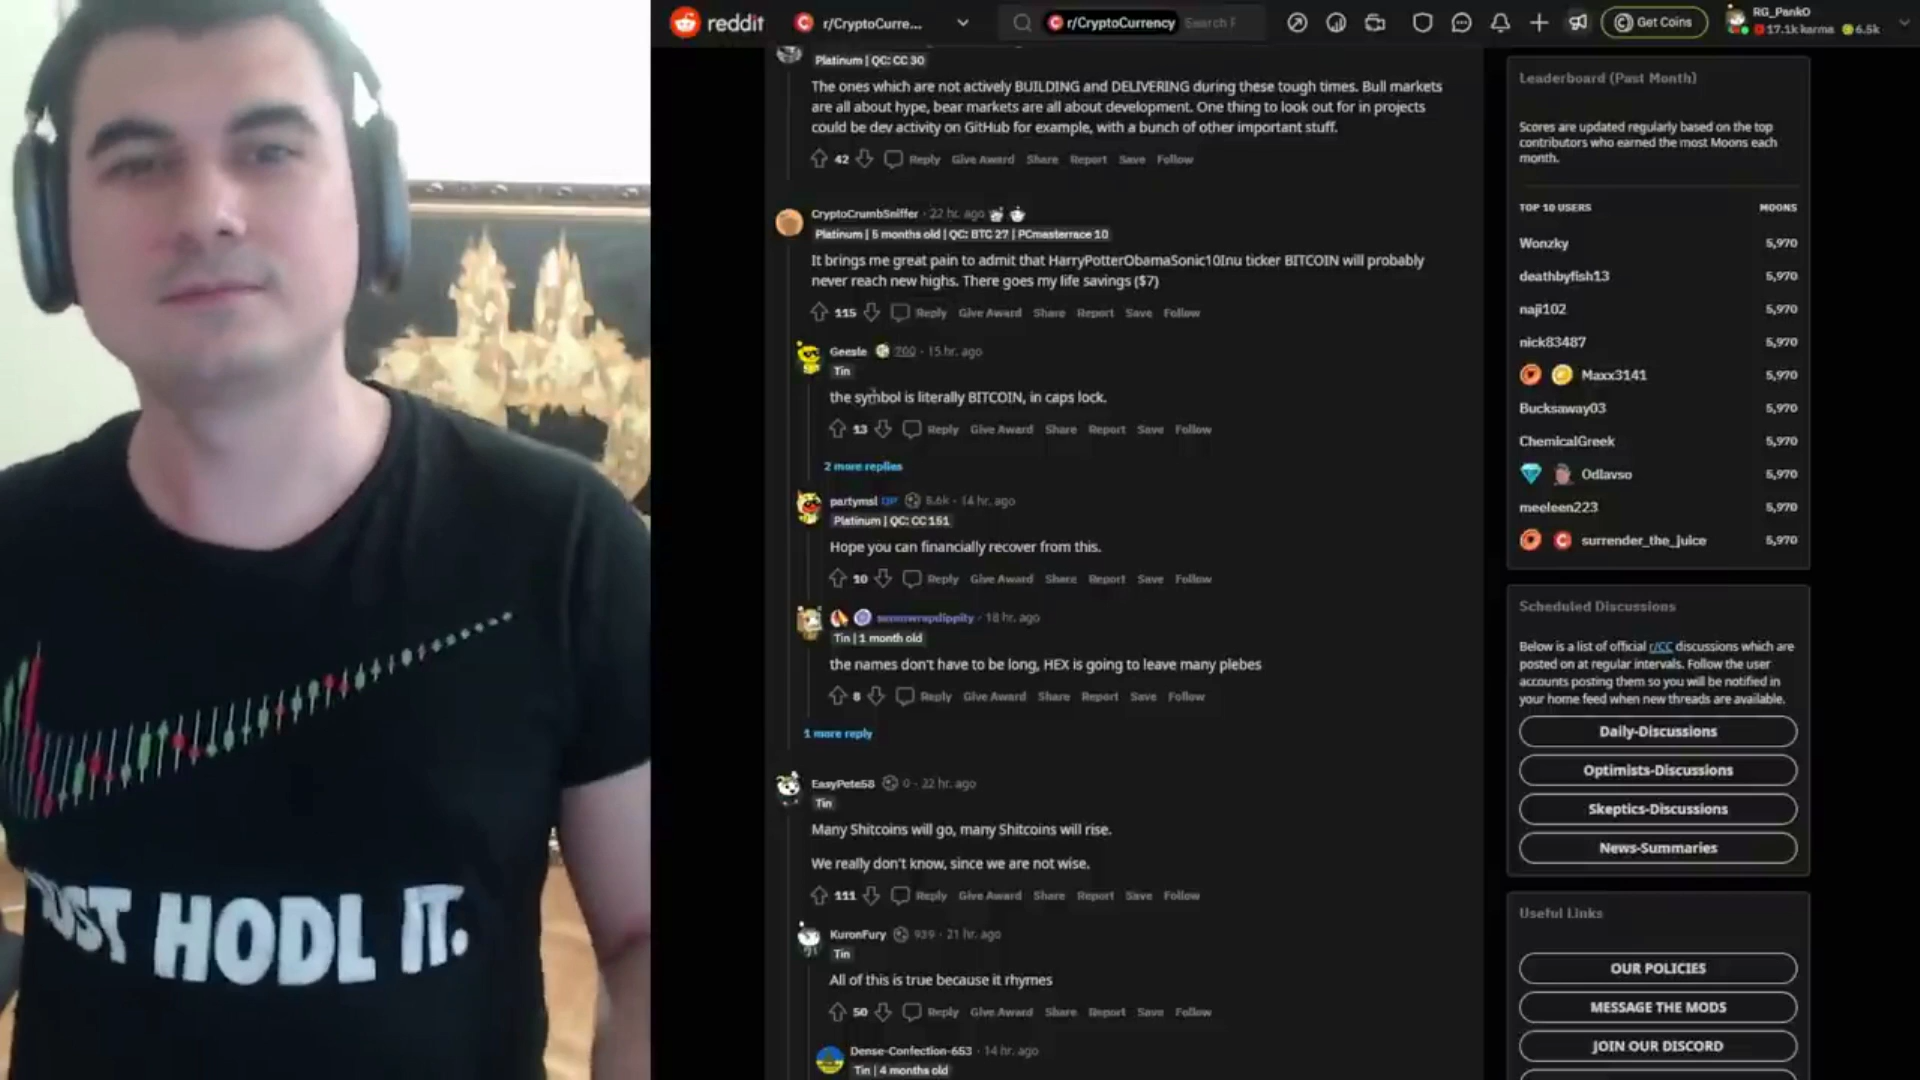 reddit
r/CryptoCurre...
r/CryptoCurrency
Get Coins
RG_PankO
17.1k karma 6.5k
Platinum | QC: CC 30
The ones which are not actively BUILDING and DELIVERING during these tough times. Bull markets
are all about hype, bear markets are all about development. One thing to look out for in projects
could be dev activity on GitHub for example, with a bunch of other important stuff.
42 Reply Give Award Share Report Save Follow
CryptoCrumbSniffer · 22 hr. ago
Platinum | 5 months old | QC: BTC 27 | PCmasterrace 10
It brings me great pain to admit that HarryPotterObamaSonic10Inu ticker BITCOIN will probably
never reach new highs. There goes my life savings ($7)
115 Reply Give Award Share Report Save Follow
Geesle 700 · 15 hr. ago
Tin
the symbol is literally BITCOIN, in caps lock.
13 Reply Give Award Share Report Save Follow
2 more replies
partymsl OP 5.6k · 14 hr. ago
Platinum | QC: CC 151
Hope you can financially recover from this.
10 Reply Give Award Share Report Save Follow
18 hr. ago
Tin | 1 month old
the names don't have to be long, HEX is going to leave many plebes
8 Reply Give Award Share Report Save Follow
1 more reply
EasyPete58 0 · 22 hr. ago
Tin
Many Shitcoins will go, many Shitcoins will rise.
We really don't know, since we are not wise.
111 Reply Give Award Share Report Save Follow
KuronFury 939 · 21 hr. ago
Tin
All of this is true because it rhymes
50 Reply Give Award Share Report Save Follow
Dense-Confection-653 · 14 hr. ago
Tin | 4 months old
Leaderboard (Past Month)
Scores are updated regularly based on the top
contributors who earned the most Moons each
month.
TOP 10 USERS MOONS
Wonzky 5,970
deathbyfish13 5,970
naji102 5,970
nick83487 5,970
Maxx3141 5,970
Bucksaway03 5,970
ChemicalGreek 5,970
Odlavso 5,970
meeleen223 5,970
surrender_the_juice 5,970
Scheduled Discussions
Below is a list of official r/CC discussions which are
posted on at regular intervals. Follow the user
accounts posting them so you will be notified in
your home feed when new threads are available.
Daily-Discussions
Optimists-Discussions
Skeptics-Discussions
News-Summaries
Useful Links
OUR POLICIES
MESSAGE THE MODS
JOIN OUR DISCORD
JUST HODL IT.